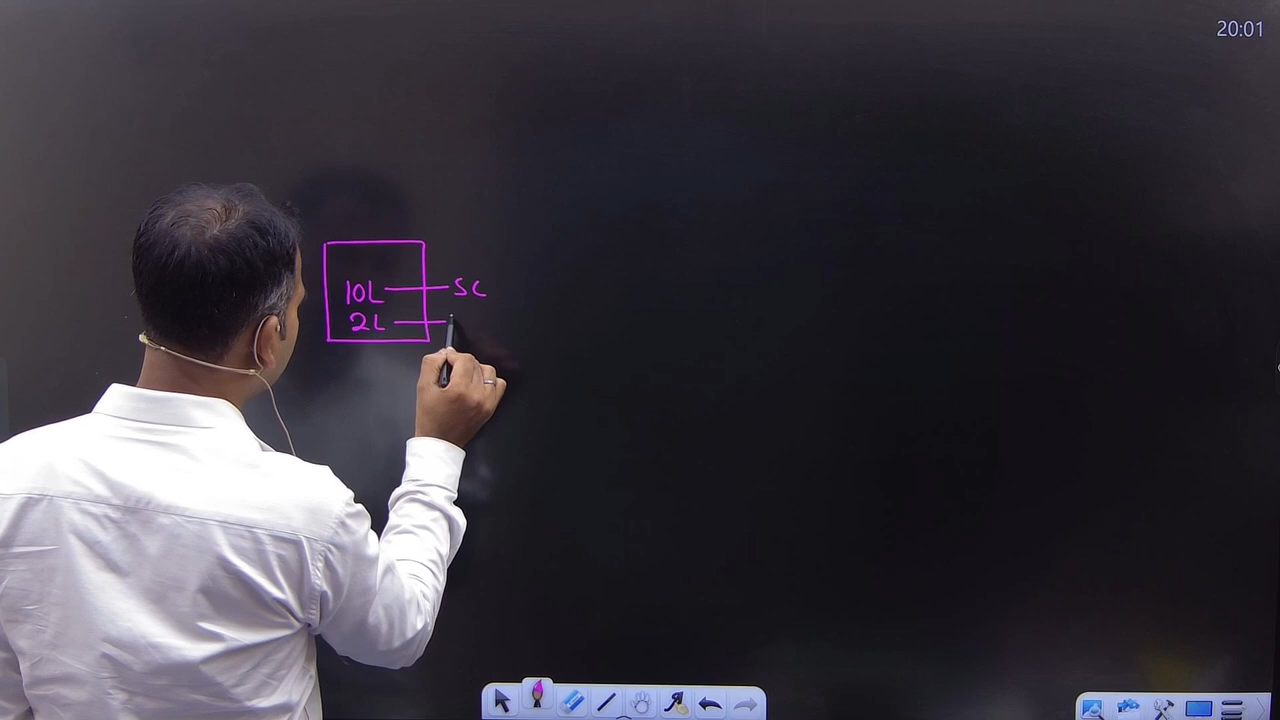 20:01
10L — SC
2L —